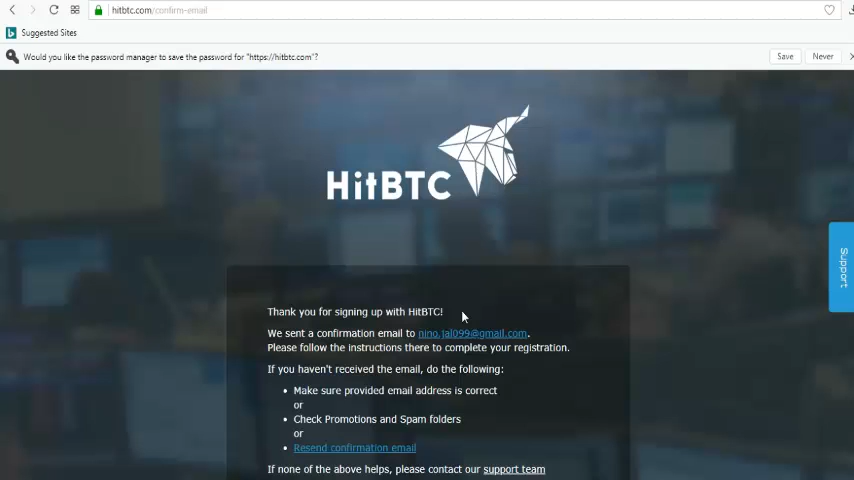 hitbtc.com/confirm-email
Suggested Sites
Would you like the password manager to save the password for "https://hitbtc.com"?
Save
Never
HitBTC
Support
Thank you for signing up with HitBTC!
We sent a confirmation email to nino.jal099@gmail.com.
Please follow the instructions there to complete your registration.
If you haven't received the email, do the following:
• Make sure provided email address is correct
or
• Check Promotions and Spam folders
or
• Resend confirmation email
If none of the above helps, please contact our support team